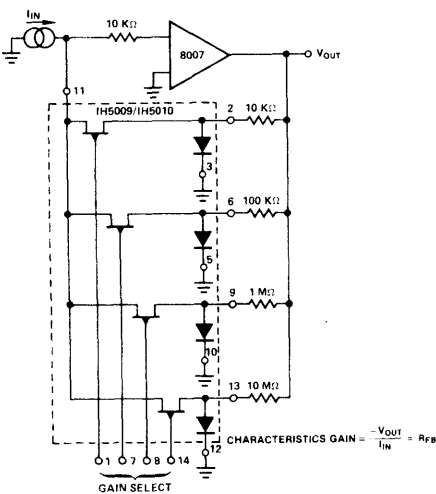 I_IN
10 KΩ
8007
V_OUT
11
IH5009/IH5010
2 10 KΩ
3
6 100 KΩ
5
9 1 MΩ
10
13 10 MΩ
12
CHARACTERISTICS GAIN = -V_OUT / I_IN = R_FB
1 7 8 14
GAIN SELECT